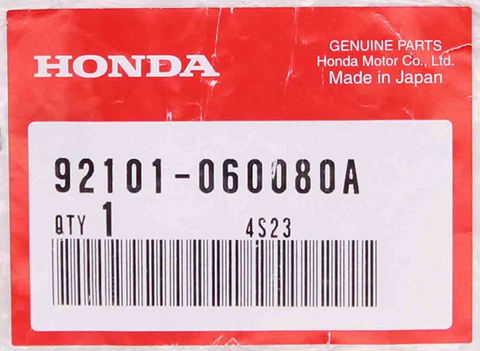 HONDA
GENUINE PARTS
Honda Motor Co., Ltd.
Made in Japan
92101-060080A
QTY 1 4S23